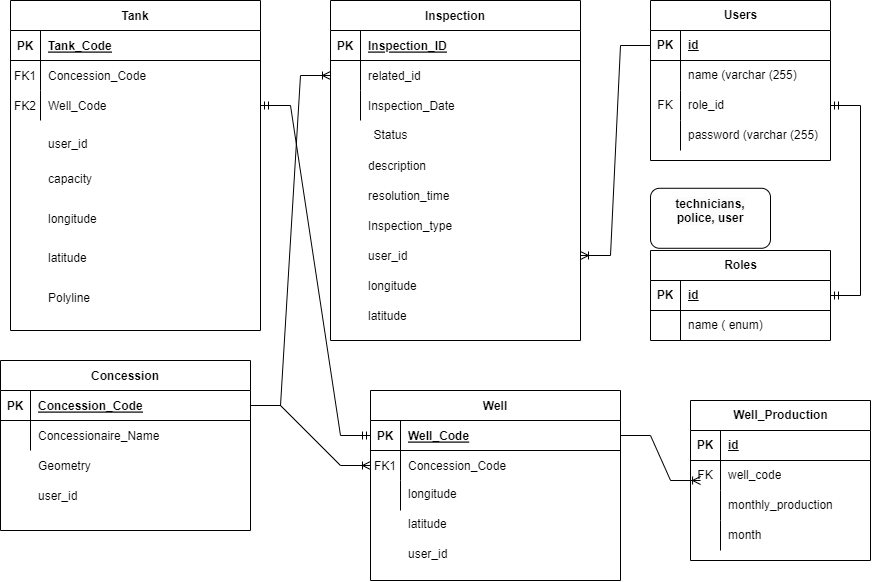 Tank
PK Tank_Code
FK1 Concession_Code
FK2 Well_Code
user_id
capacity
longitude
latitude
Polyline
Inspection
PK Inspection_ID
related_id
Inspection_Date
Status
description
resolution_time
Inspection_type
user_id
longitude
latitude
Users
PK id
name (varchar (255)
FK role_id
password (varchar (255)
technicians,
police, user
Roles
PK id
name ( enum)
Concession
PK Concession_Code
Concessionaire_Name
Geometry
user_id
Well
PK Well_Code
FK1 Concession_Code
longitude
latitude
user_id
Well_Production
PK id
FK well_code
monthly_production
month